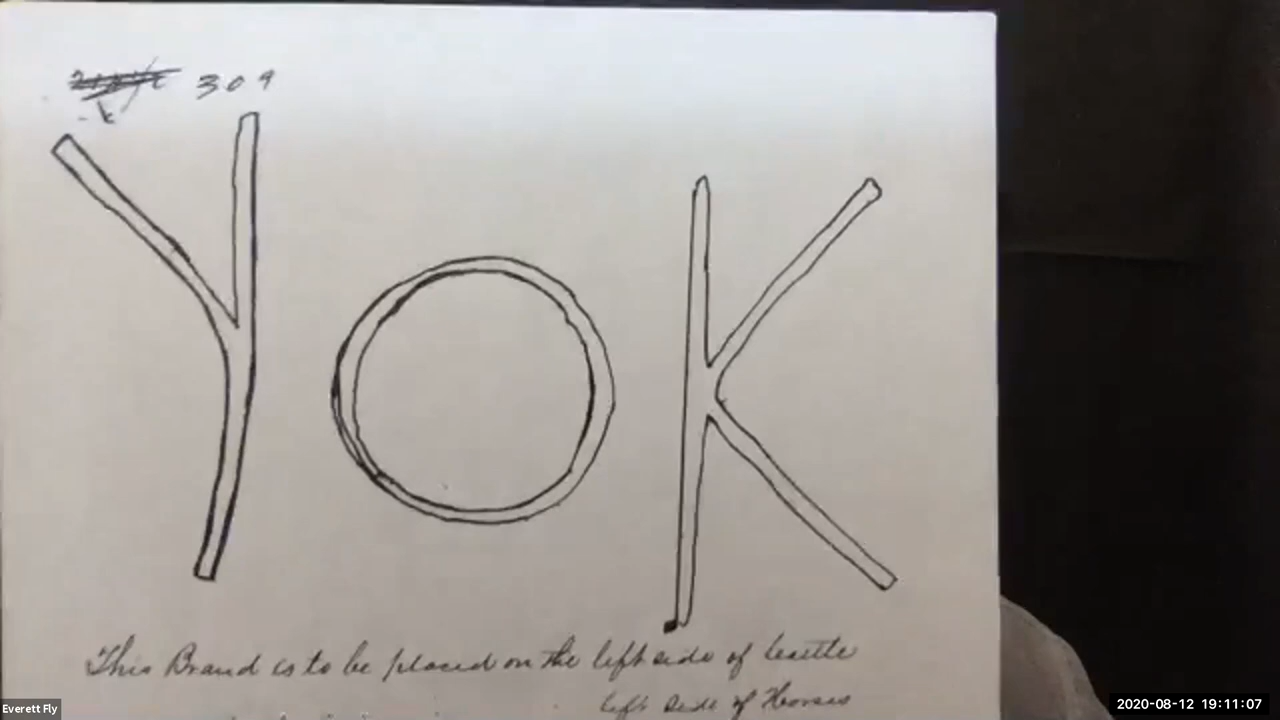 309
YOK
This Brand is to be placed on the left side of Cattle
left side of Horses
Everett Fly
2020-08-12 19:11:07